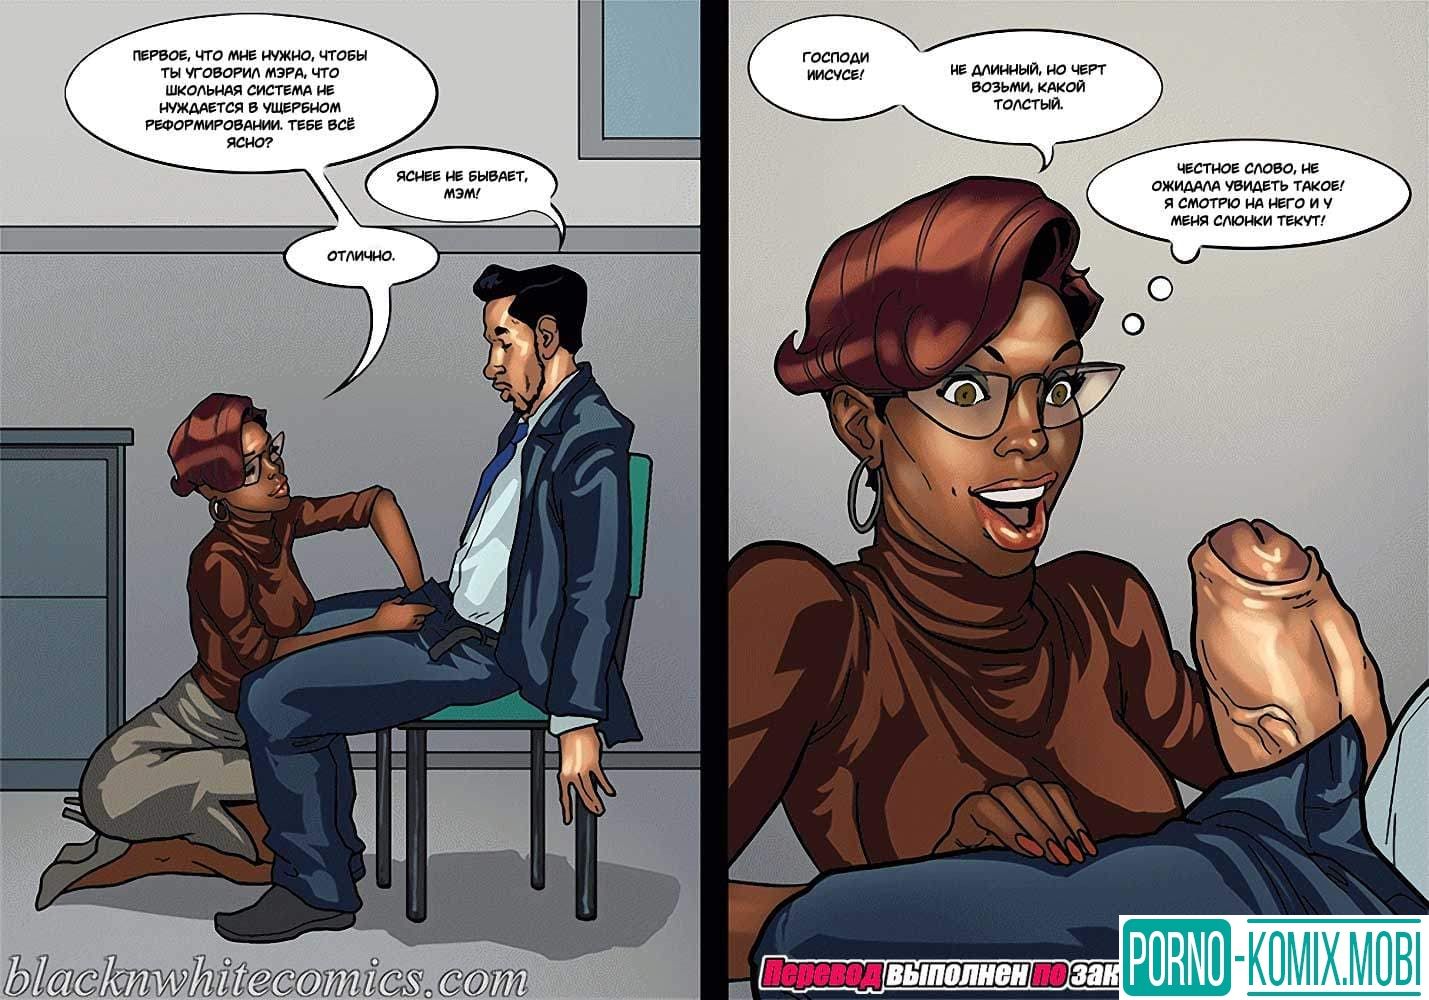 ПЕРВОЕ, ЧТО МНЕ НУЖНО, ЧТОБЫ
ТЫ УГОВОРИЛ МЭРА, ЧТО
ШКОЛЬНАЯ СИСТЕМА НЕ
НУЖДАЕТСЯ В УЩЕРБНОМ
РЕФОРМИРОВАНИИ. ТЕБЕ ВСЁ
ЯСНО?
ЯСНЕЕ НЕ БЫВАЕТ,
МЭМ!
ОТЛИЧНО.
ГОСПОДИ
ИИСУСЕ!
НЕ ДЛИННЫЙ, НО ЧЕРТ
ВОЗЬМИ, КАКОЙ
ТОЛСТЫЙ.
ЧЕСТНОЕ СЛОВО, НЕ
ОЖИДАЛА УВИДЕТЬ ТАКОЕ!
Я СМОТРЮ НА НЕГО И У
МЕНЯ СЛЮНКИ ТЕКУТ!
blacknwhitecomics.com
Перевод выполнен по зак
PORNO-KOMIX.MOBI